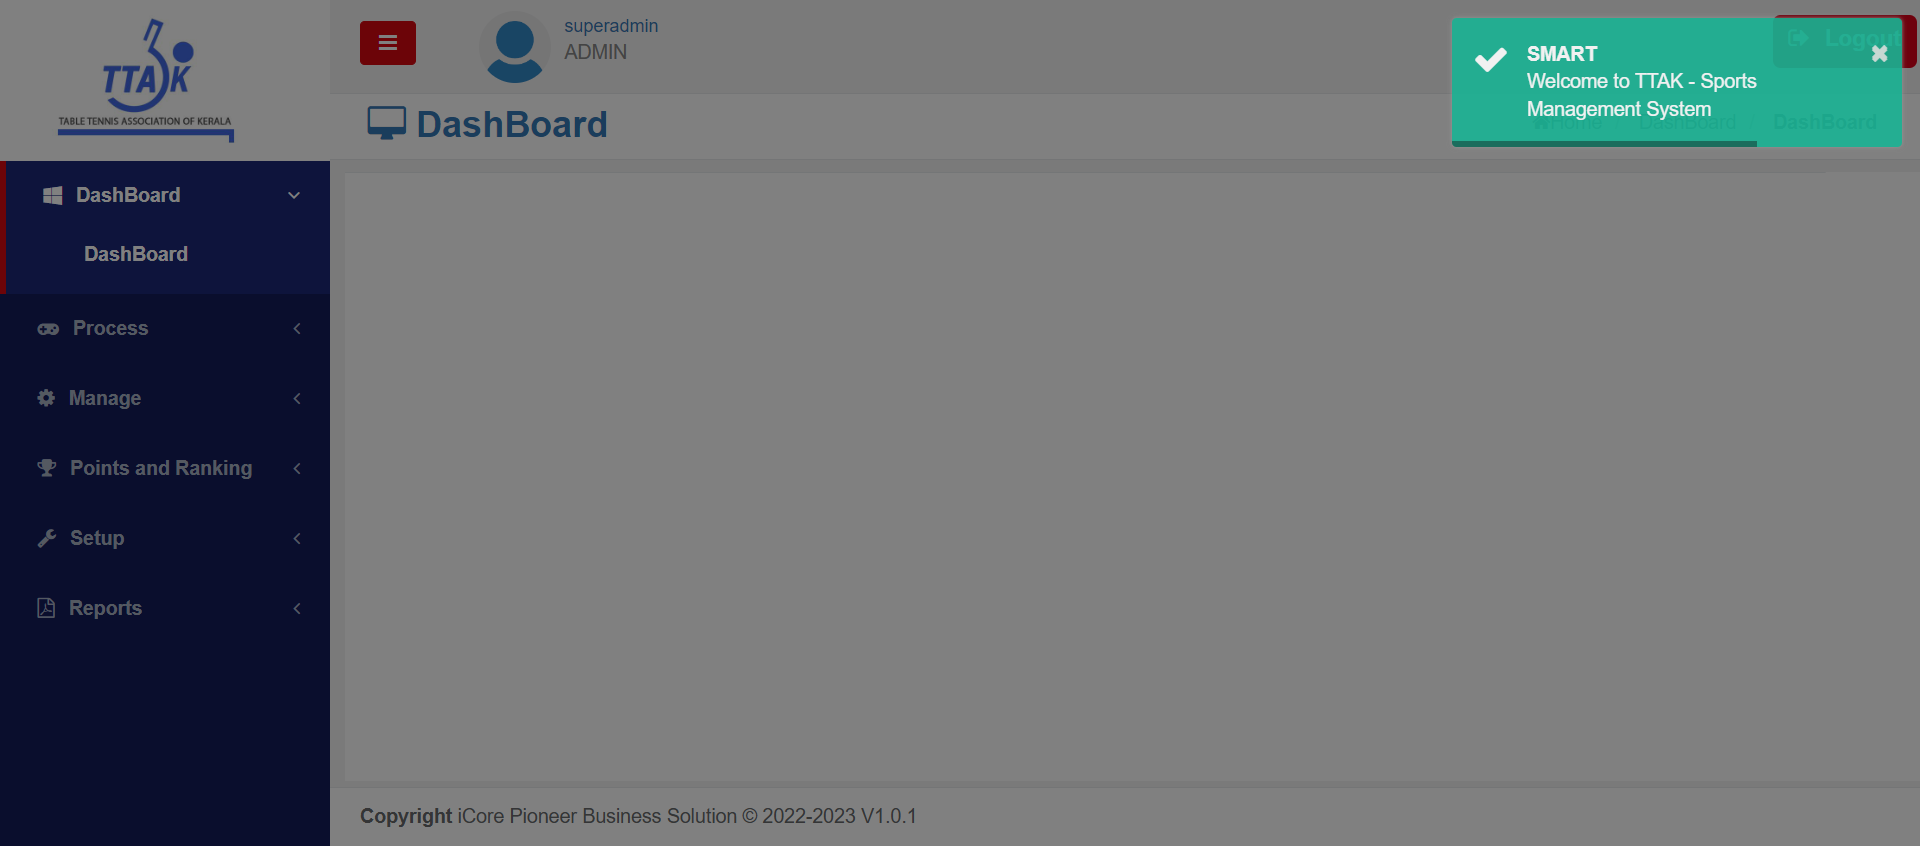 TTAK
TABLE TENNIS ASSOCIATION OF KERALA
superadmin
ADMIN
Logout
SMART
Welcome to TTAK - Sports
Management System
DashBoard
Home / DashBoard / DashBoard
DashBoard
DashBoard
Process
Manage
Points and Ranking
Setup
Reports
Copyright iCore Pioneer Business Solution © 2022-2023 V1.0.1